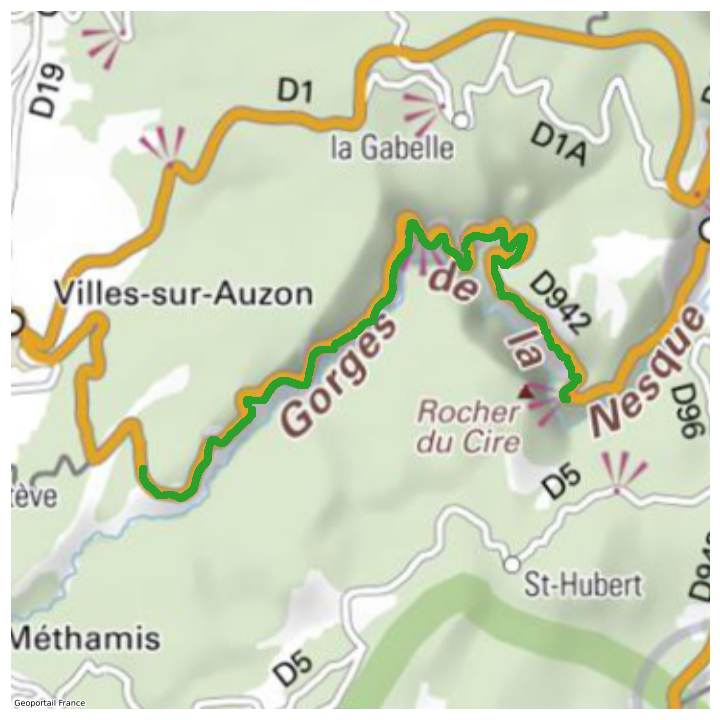 D19
D1
la Gabelle
D1A
Villes-sur-Auzon
Gorges
de
la
Nesque
D942
Rocher
du Cire
D96
D5
tève
St-Hubert
Méthamis
D5
Geoportail France